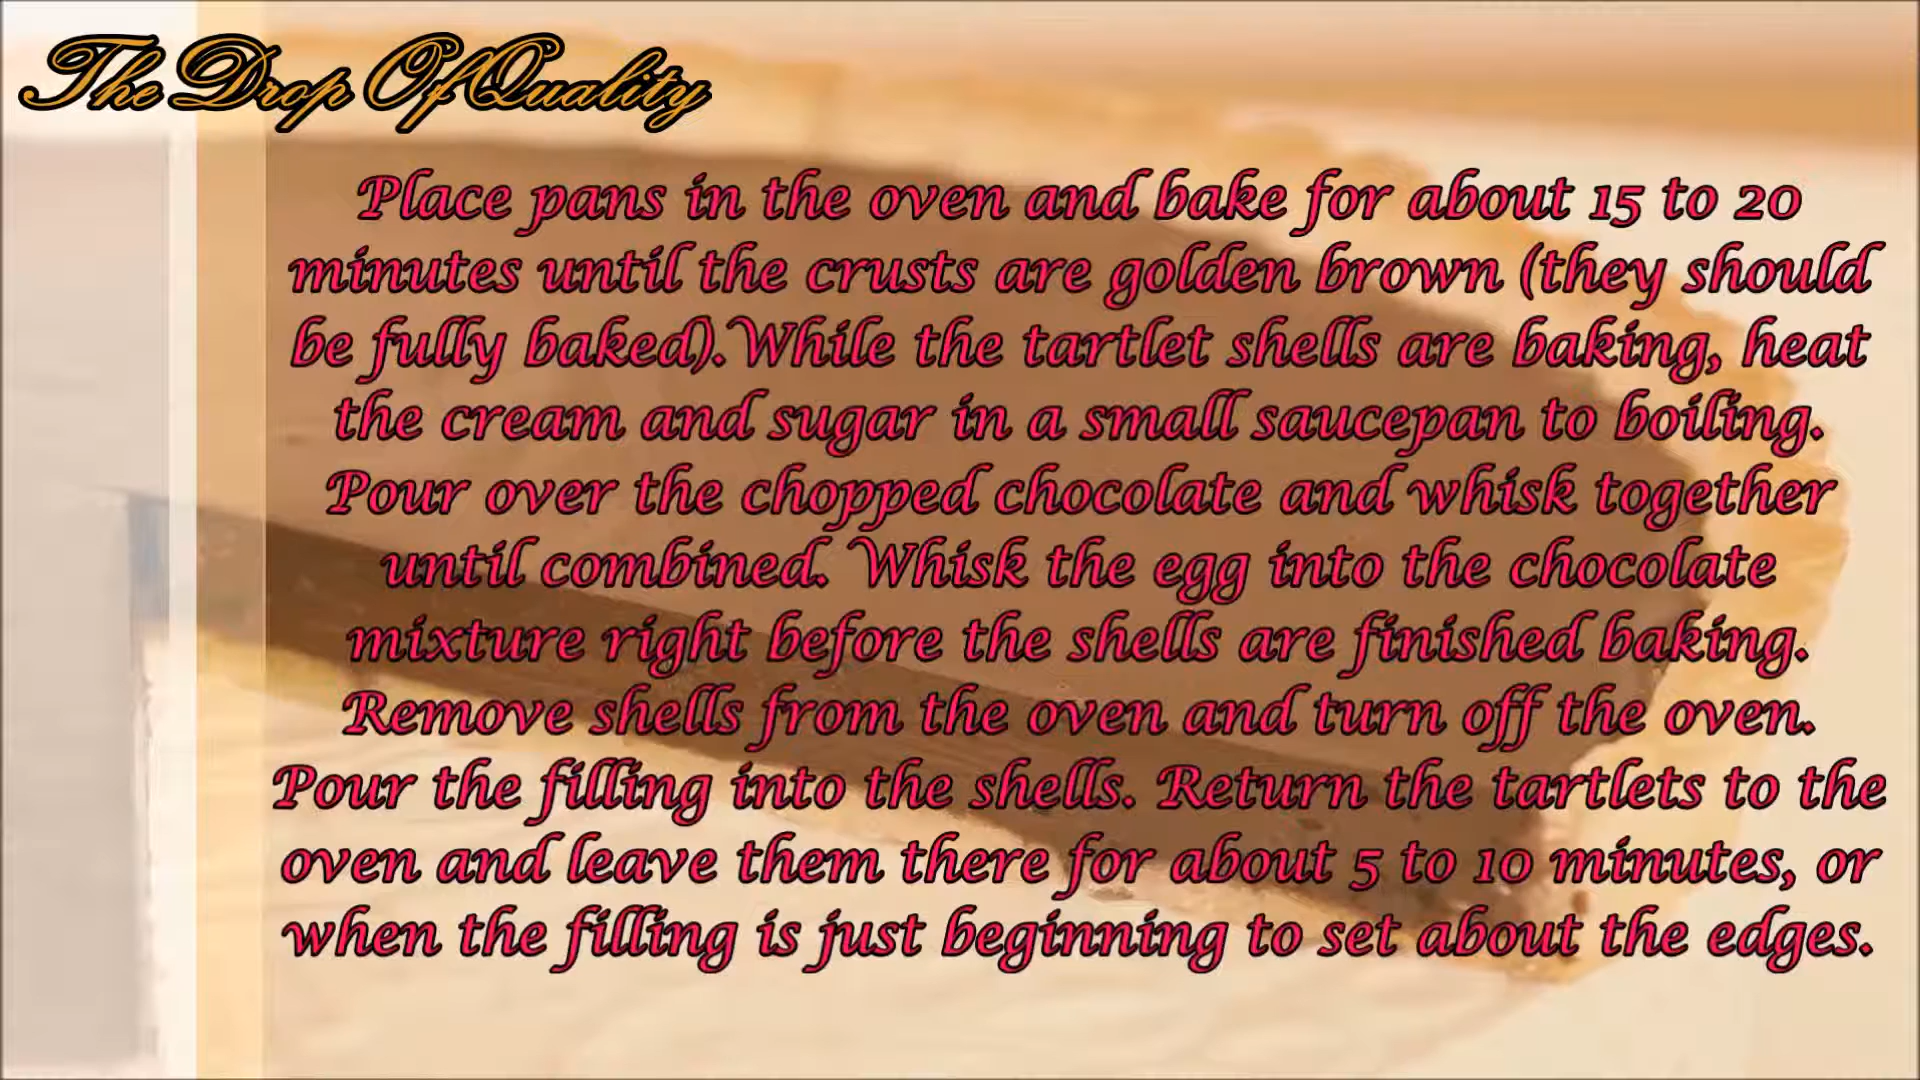 The Drop Of Quality
Place pans in the oven and bake for about 15 to 20
minutes until the crusts are golden brown (they should
be fully baked). While the tartlet shells are baking, heat
the cream and sugar in a small saucepan to boiling.
Pour over the chopped chocolate and whisk together
until combined. Whisk the egg into the chocolate
mixture right before the shells are finished baking.
Remove shells from the oven and turn off the oven.
Pour the filling into the shells. Return the tartlets to the
oven and leave them there for about 5 to 10 minutes, or
when the filling is just beginning to set about the edges.